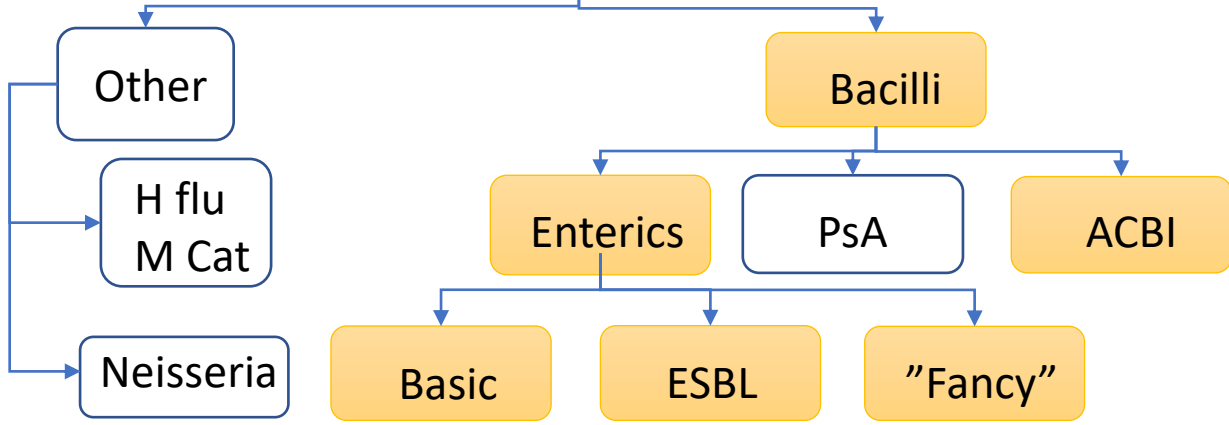 Other
Bacilli
H flu
M Cat
Enterics
PsA
ACBI
Neisseria
Basic
ESBL
”Fancy”